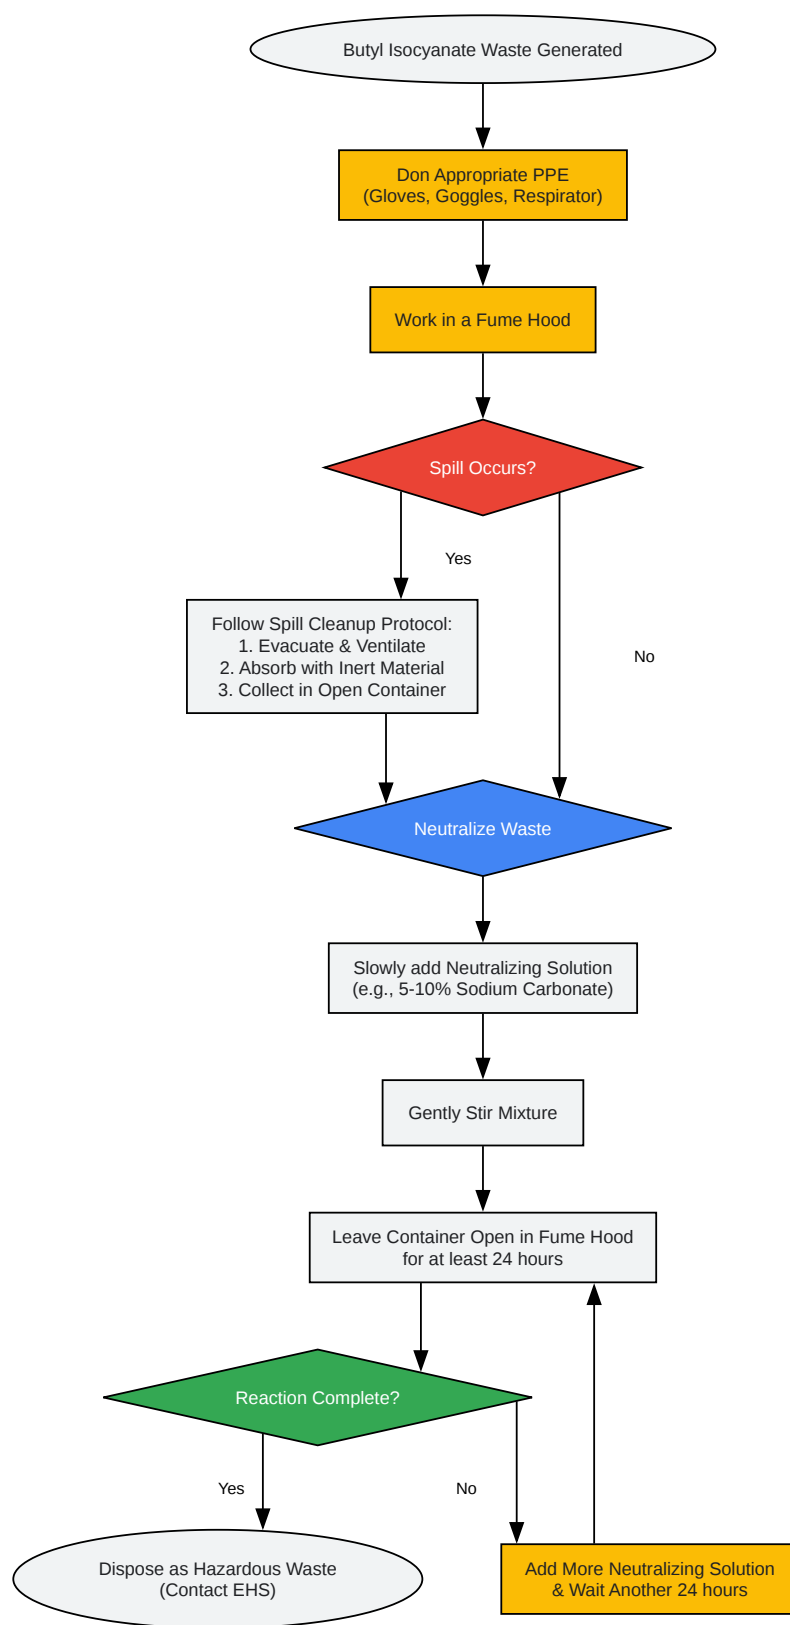 Butyl Isocyanate Waste Generated
Don Appropriate PPE
(Gloves, Goggles, Respirator)
Work in a Fume Hood
Spill Occurs?
Yes
Follow Spill Cleanup Protocol:
1. Evacuate & Ventilate
2. Absorb with Inert Material
3. Collect in Open Container
No
Neutralize Waste
Slowly add Neutralizing Solution
(e.g., 5-10% Sodium Carbonate)
Gently Stir Mixture
Leave Container Open in Fume Hood
for at least 24 hours
Reaction Complete?
Yes
No
Dispose as Hazardous Waste
(Contact EHS)
Add More Neutralizing Solution
& Wait Another 24 hours